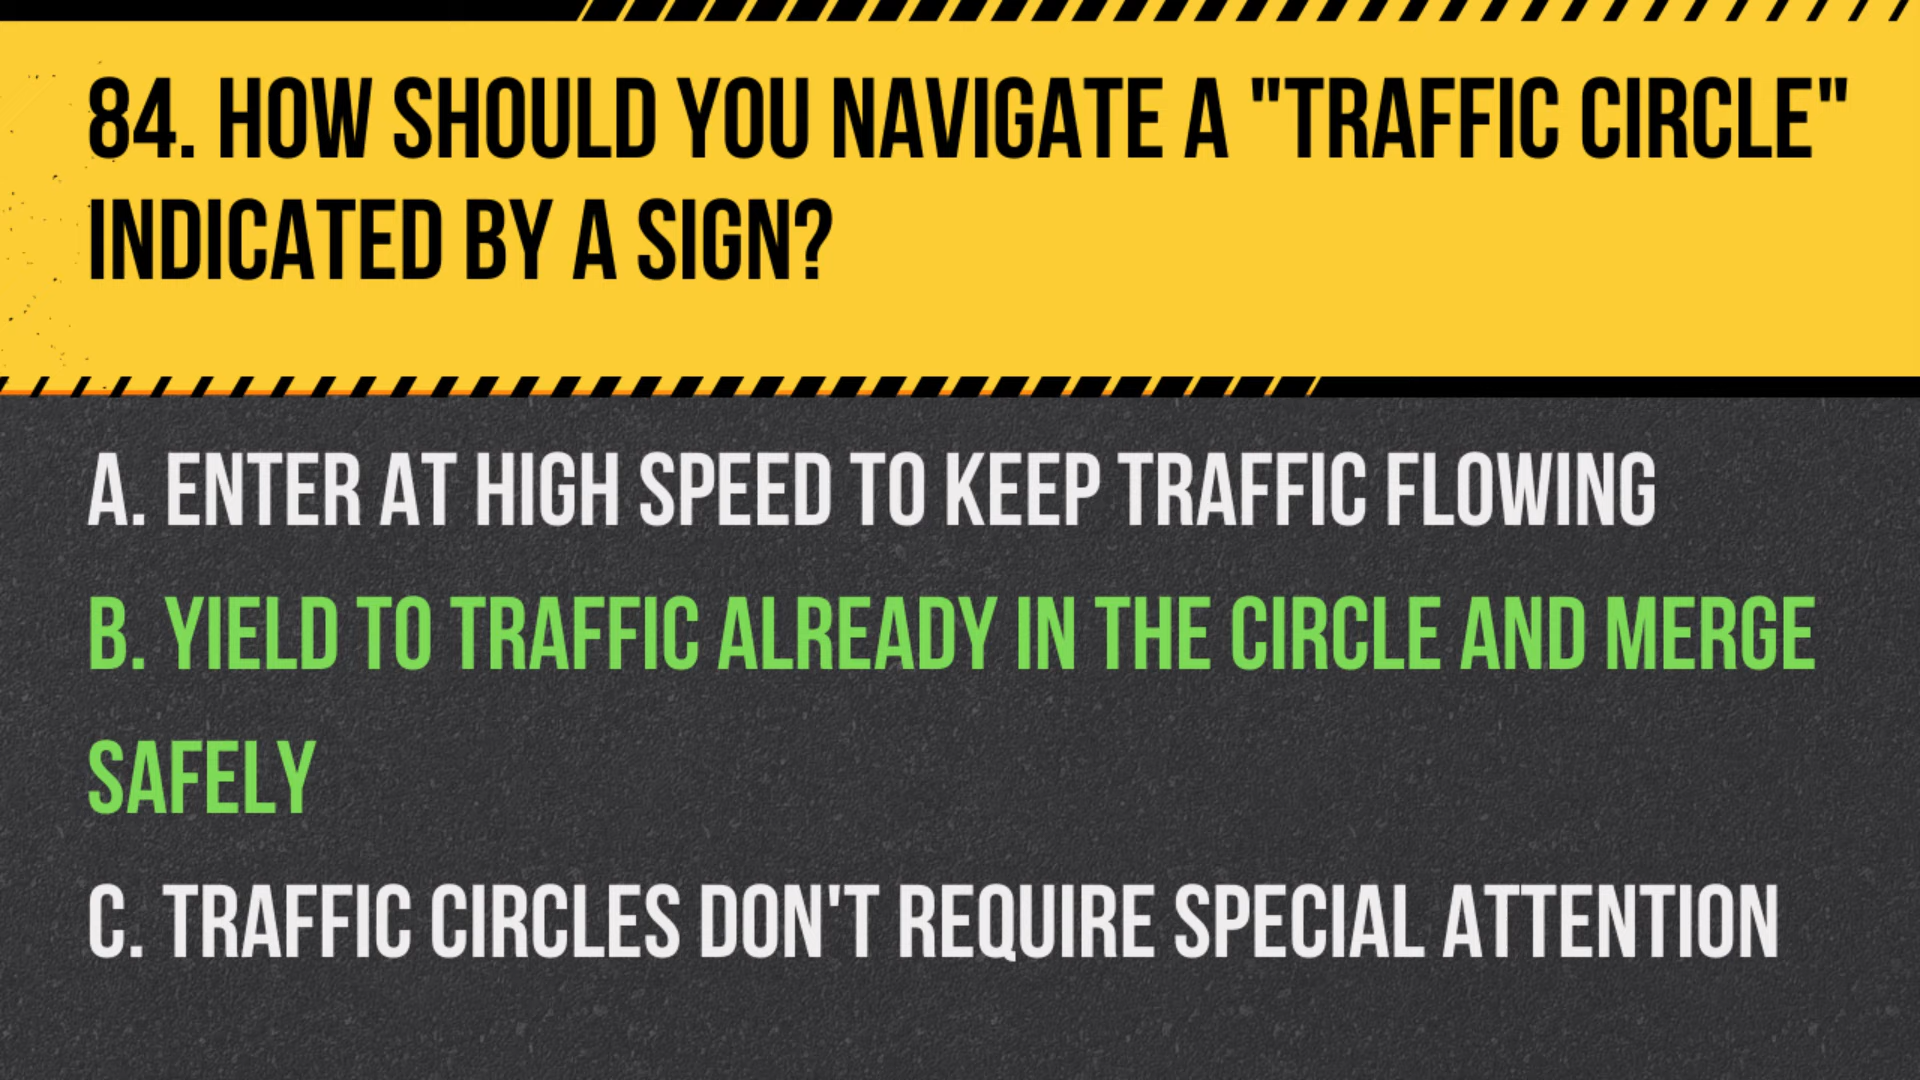 84. HOW SHOULD YOU NAVIGATE A "TRAFFIC CIRCLE"
INDICATED BY A SIGN?
A. ENTER AT HIGH SPEED TO KEEP TRAFFIC FLOWING
B. YIELD TO TRAFFIC ALREADY IN THE CIRCLE AND MERGE
SAFELY
C. TRAFFIC CIRCLES DON'T REQUIRE SPECIAL ATTENTION